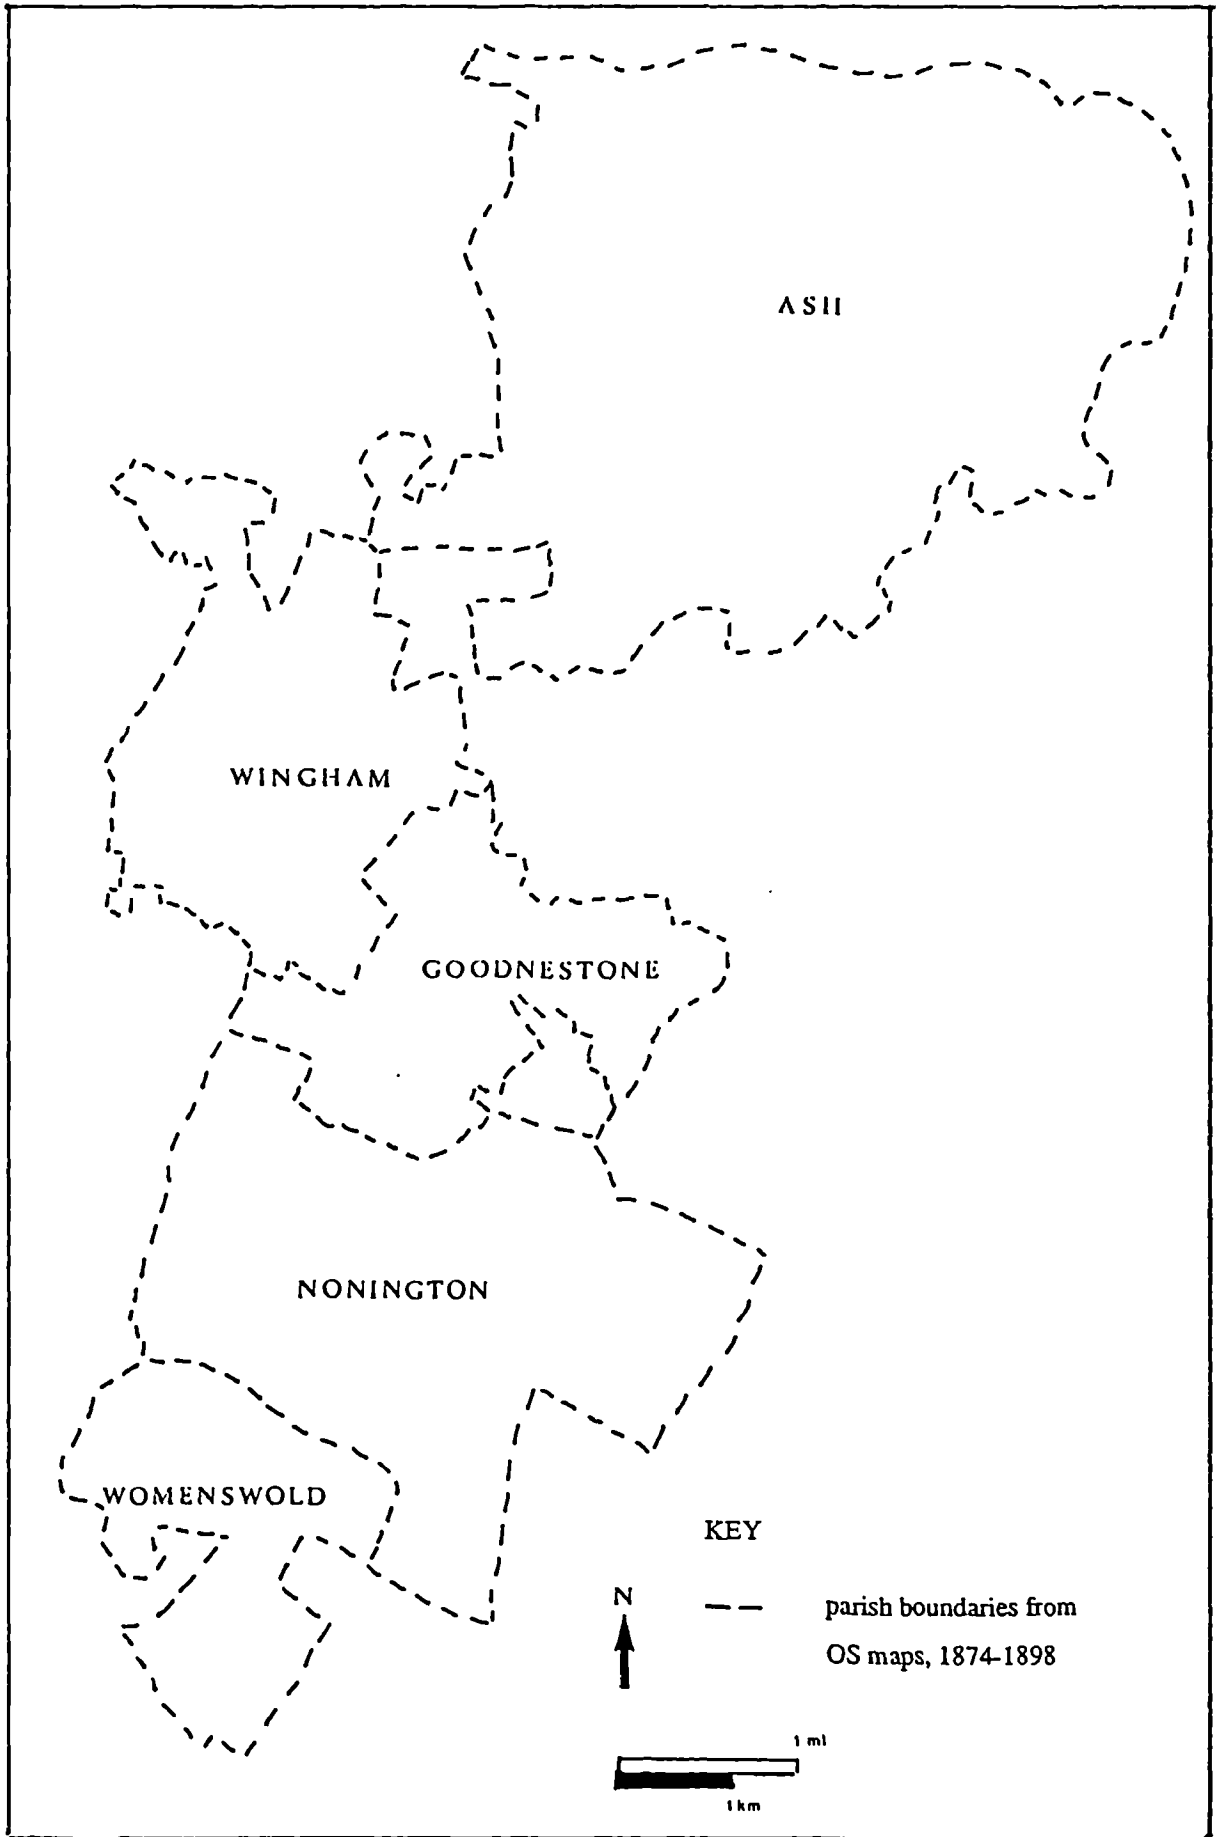 ASH
WINGHAM
GOODNESTONE
NONINGTON
WOMENSWOLD
KEY
N
parish boundaries from
OS maps, 1874-1898
1 ml
1 km